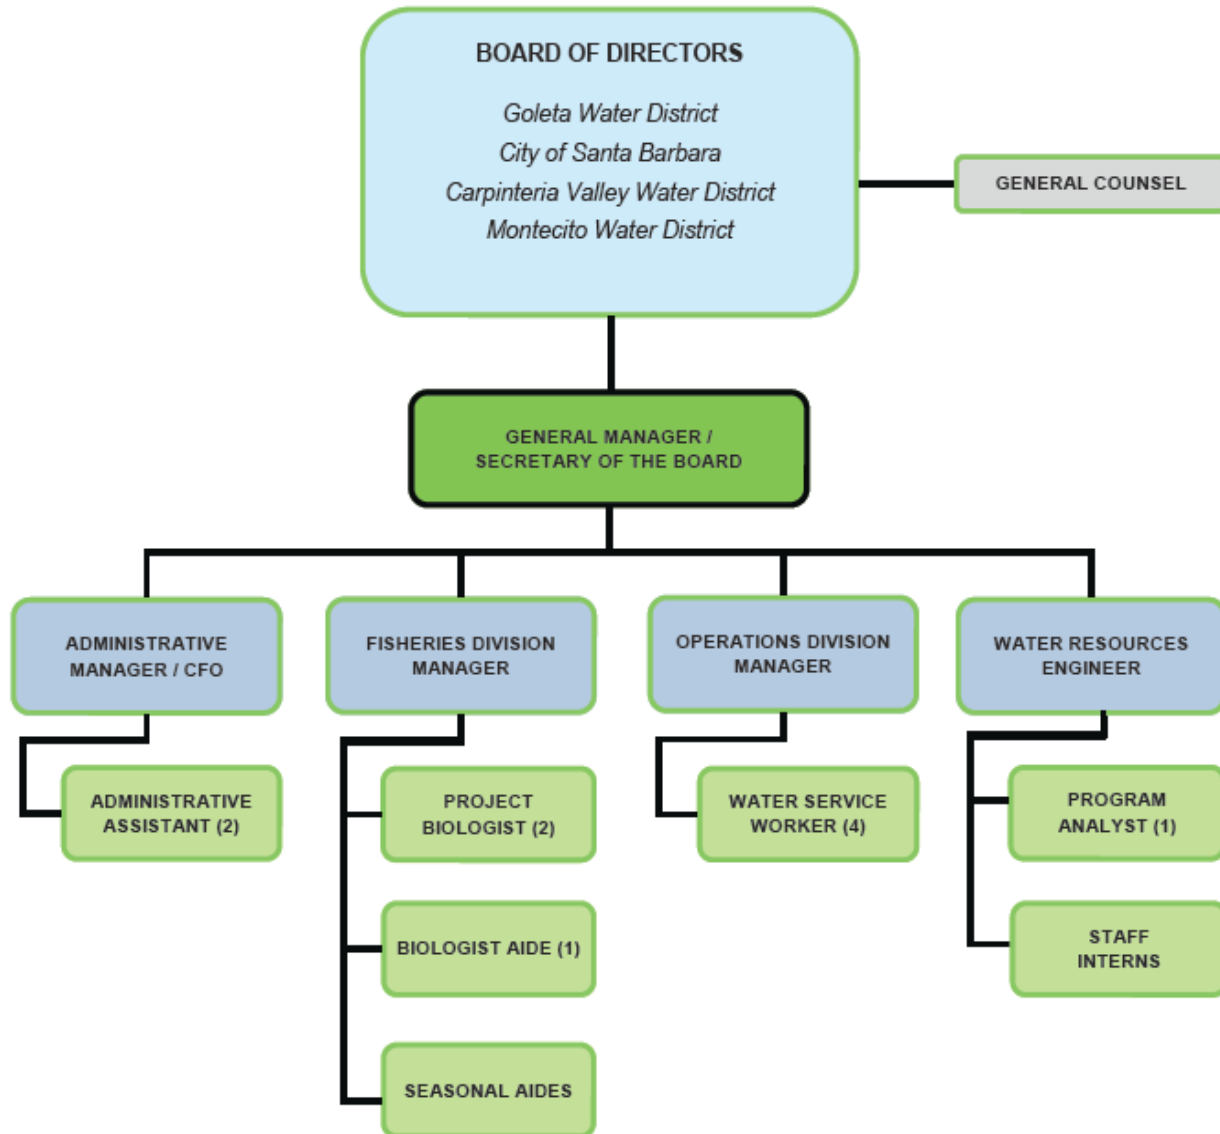 BOARD OF DIRECTORS
Goleta Water District
City of Santa Barbara
Carpinteria Valley Water District
Montecito Water District
GENERAL COUNSEL
GENERAL MANAGER /
SECRETARY OF THE BOARD
ADMINISTRATIVE
MANAGER / CFO
FISHERIES DIVISION
MANAGER
OPERATIONS DIVISION
MANAGER
WATER RESOURCES
ENGINEER
ADMINISTRATIVE
ASSISTANT (2)
PROJECT
BIOLOGIST (2)
WATER SERVICE
WORKER (4)
PROGRAM
ANALYST (1)
BIOLOGIST AIDE (1)
STAFF
INTERNS
SEASONAL AIDES